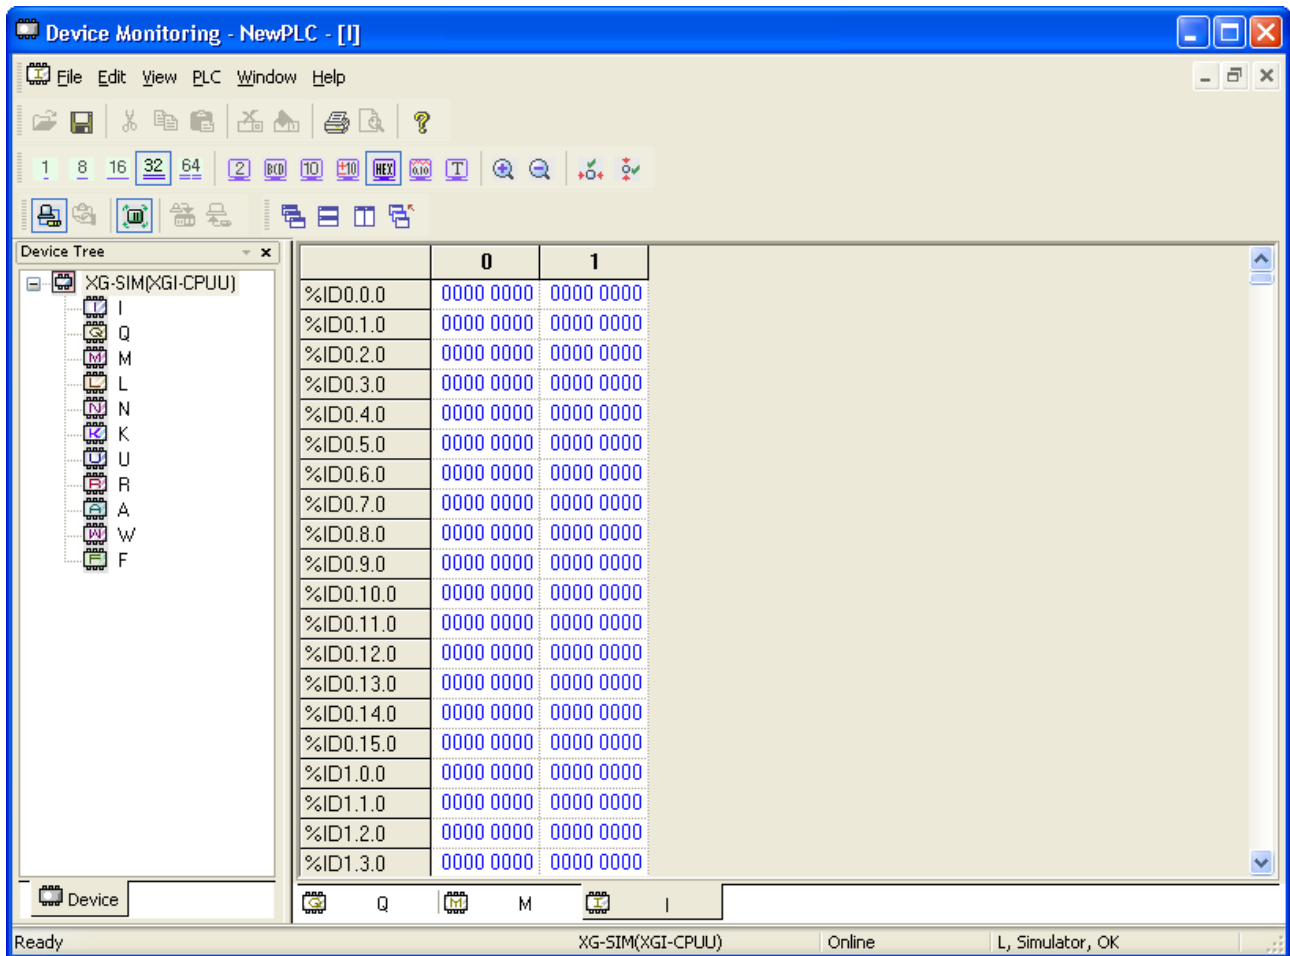 Device Monitoring - NewPLC - [I]
File Edit View PLC Window Help
1 8 16 32 64 2 BCD 10 ±10 HEX 0.10 T
Device Tree
XG-SIM(XGI-CPUU)
I
Q
M
L
N
K
U
R
A
W
F
Device
0 1
%ID0.0.0 0000 0000 0000 0000
%ID0.1.0 0000 0000 0000 0000
%ID0.2.0 0000 0000 0000 0000
%ID0.3.0 0000 0000 0000 0000
%ID0.4.0 0000 0000 0000 0000
%ID0.5.0 0000 0000 0000 0000
%ID0.6.0 0000 0000 0000 0000
%ID0.7.0 0000 0000 0000 0000
%ID0.8.0 0000 0000 0000 0000
%ID0.9.0 0000 0000 0000 0000
%ID0.10.0 0000 0000 0000 0000
%ID0.11.0 0000 0000 0000 0000
%ID0.12.0 0000 0000 0000 0000
%ID0.13.0 0000 0000 0000 0000
%ID0.14.0 0000 0000 0000 0000
%ID0.15.0 0000 0000 0000 0000
%ID1.0.0 0000 0000 0000 0000
%ID1.1.0 0000 0000 0000 0000
%ID1.2.0 0000 0000 0000 0000
%ID1.3.0 0000 0000 0000 0000
Q M I
Ready XG-SIM(XGI-CPUU) Online L, Simulator, OK